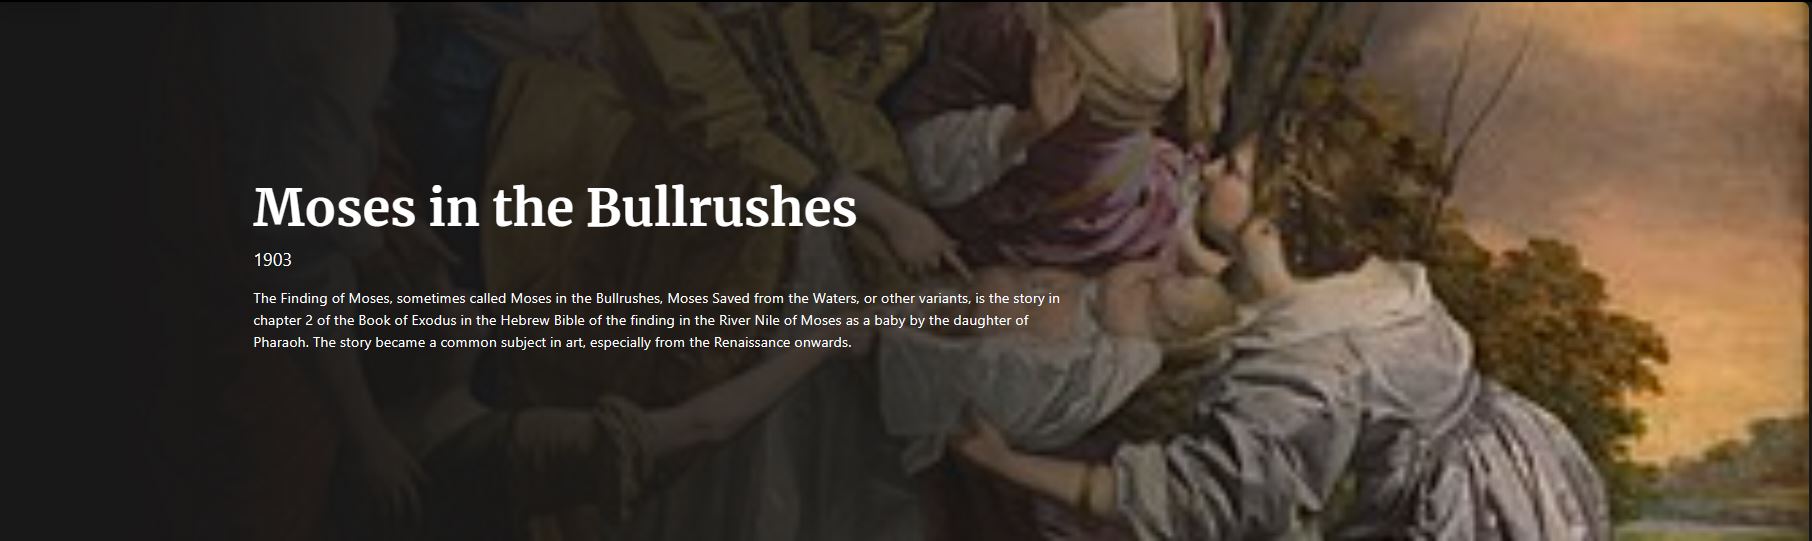 Moses in the Bullrushes
1903
The Finding of Moses, sometimes called Moses in the Bullrushes, Moses Saved from the Waters, or other variants, is the story in
chapter 2 of the Book of Exodus in the Hebrew Bible of the finding in the River Nile of Moses as a baby by the daughter of
Pharaoh. The story became a common subject in art, especially from the Renaissance onwards.